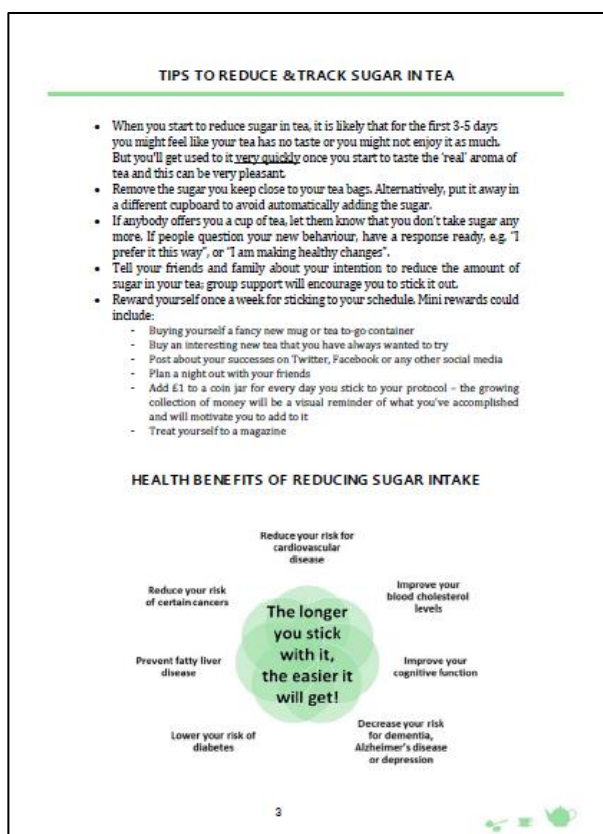 TIPS TO REDUCE & TRACK SUGAR IN TEA
• When you start to reduce sugar in tea, it is likely that for the first 3-5 days
you might feel like your tea has no taste or you might not enjoy it as much.
But you'll get used to it very quickly once you start to taste the 'real' aroma of
tea and this can be very pleasant.
• Remove the sugar you keep close to your tea bags. Alternatively, put it away in
a different cupboard to avoid automatically adding the sugar.
• If anybody offers you a cup of tea, let them know that you don't take sugar any
more. If people question your new behaviour, have a response ready, e.g. "I
prefer it this way", or "I am making healthy changes".
• Tell your friends and family about your intention to reduce the amount of
sugar in your tea; group support will encourage you to stick it out.
• Reward yourself once a week for sticking to your schedule. Mini rewards could
include:
- Buying yourself a fancy new mug or tea to-go container
- Buy an interesting new tea that you have always wanted to try
- Post about your successes on Twitter, Facebook or any other social media
- Plan a night out with your friends
- Add £1 to a coin jar for every day you stick to your protocol – the growing
collection of money will be a visual reminder of what you've accomplished
and will motivate you to add to it
- Treat yourself to a magazine
HEALTH BENEFITS OF REDUCING SUGAR INTAKE
Reduce your risk for
cardiovascular
disease
Improve your
blood cholesterol
levels
Improve your
cognitive function
Decrease your risk
for dementia,
Alzheimer's disease
or depression
Lower your risk of
diabetes
Prevent fatty liver
disease
Reduce your risk
of certain cancers
The longer
you stick
with it,
the easier it
will get!
3